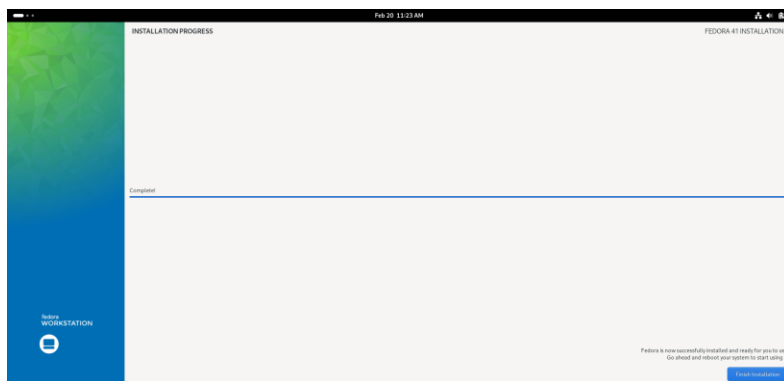 Feb 20 11:23 AM
INSTALLATION PROGRESS
FEDORA 41 INSTALLATION
Complete!
fedora
WORKSTATION
Fedora is now successfully installed and ready for you to us
Go ahead and reboot your system to start using
Finish Installation